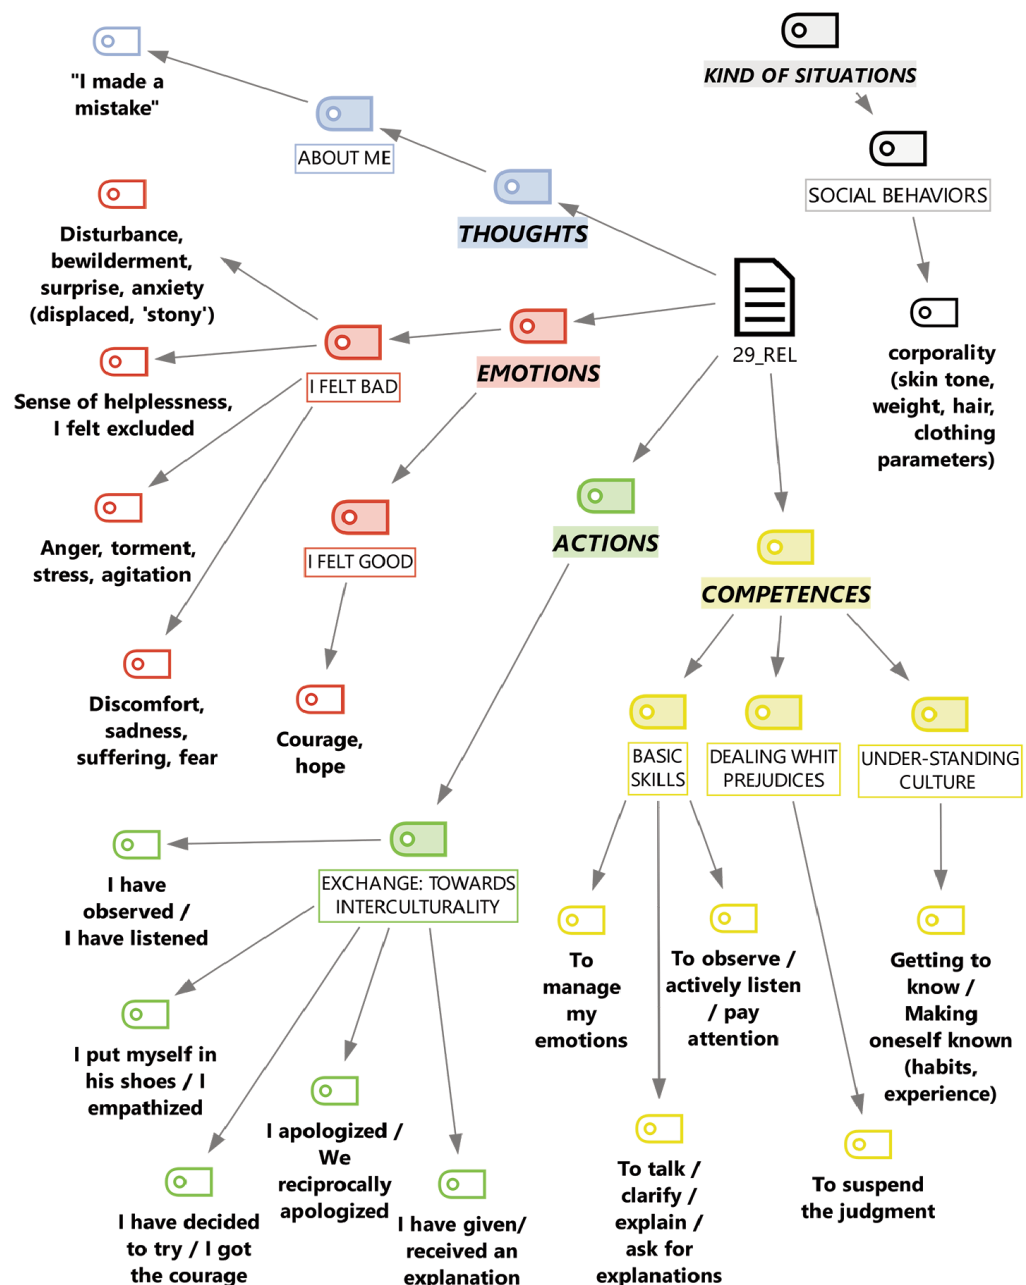 "I made a
mistake"
ABOUT ME
THOUGHTS
KIND OF SITUATIONS
SOCIAL BEHAVIORS
corporality
(skin tone,
weight, hair,
clothing
parameters)
29_REL
Disturbance,
bewilderment,
surprise, anxiety
(displaced, 'stony')
EMOTIONS
I FELT BAD
Sense of helplessness,
I felt excluded
Anger, torment,
stress, agitation
Discomfort,
sadness,
suffering, fear
I FELT GOOD
Courage,
hope
ACTIONS
EXCHANGE: TOWARDS
INTERCULTURALITY
I have
observed /
I have listened
I put myself in
his shoes / I
empathized
I have decided
to try / I got
the courage
I apologized /
We
reciprocally
apologized
I have given/
received an
explanation
COMPETENCES
BASIC
SKILLS
DEALING WHIT
PREJUDICES
UNDER-STANDING
CULTURE
To
manage
my
emotions
To observe /
actively listen
/ pay
attention
To talk /
clarify /
explain /
ask for
explanations
To suspend
the judgment
Getting to
know /
Making
oneself known
(habits,
experience)